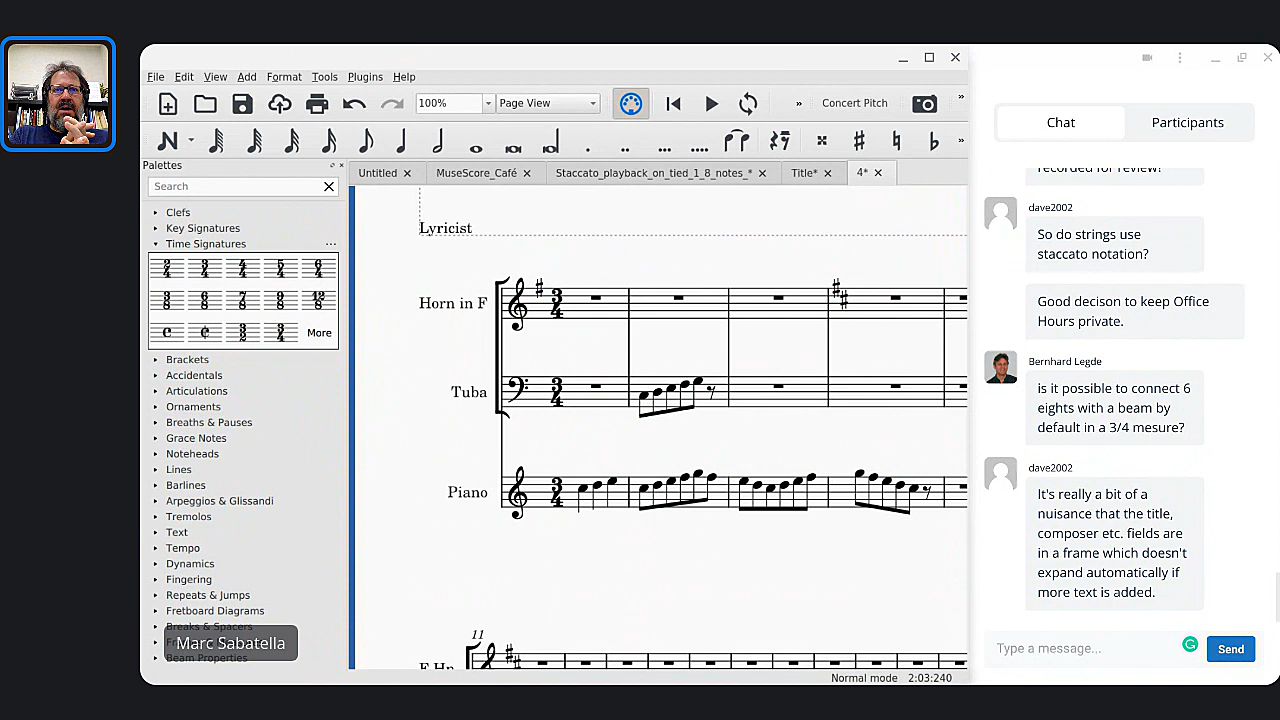 File Edit View Add Format Tools Plugins Help
100% Page View Concert Pitch
Palettes
Untitled MuseScore_Café Staccato_playback_on_tied_1_8_notes_* Title* 4*
Search
Clefs
Key Signatures
Time Signatures
More
Brackets
Accidentals
Articulations
Ornaments
Breaths & Pauses
Grace Notes
Noteheads
Lines
Barlines
Arpeggios & Glissandi
Tremolos
Text
Tempo
Dynamics
Fingering
Repeats & Jumps
Fretboard Diagrams
Breaks & Spacers
Beam Properties
Marc Sabatella
Lyricist
Horn in F
Tuba
Piano
11
F Hn
Normal mode 2:03:240
Chat Participants
recorded for review?
dave2002
So do strings use
staccato notation?
Good decison to keep Office
Hours private.
Bernhard Legde
is it possible to connect 6
eights with a beam by
default in a 3/4 mesure?
dave2002
It's really a bit of a
nuisance that the title,
composer etc. fields are
in a frame which doesn't
expand automatically if
more text is added.
Type a message...
Send